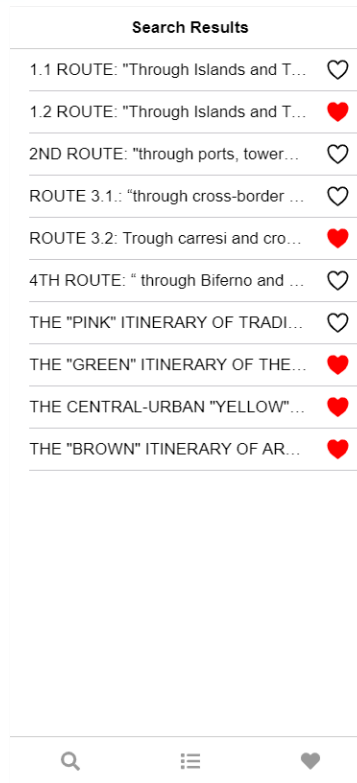 Search Results
1.1 ROUTE: "Through Islands and T...
1.2 ROUTE: "Through Islands and T...
2ND ROUTE: "through ports, tower...
ROUTE 3.1.: “through cross-border ...
ROUTE 3.2: Trough carresi and cro...
4TH ROUTE: “ through Biferno and ...
THE "PINK" ITINERARY OF TRADI...
THE "GREEN" ITINERARY OF THE...
THE CENTRAL-URBAN "YELLOW"...
THE "BROWN" ITINERARY OF AR...